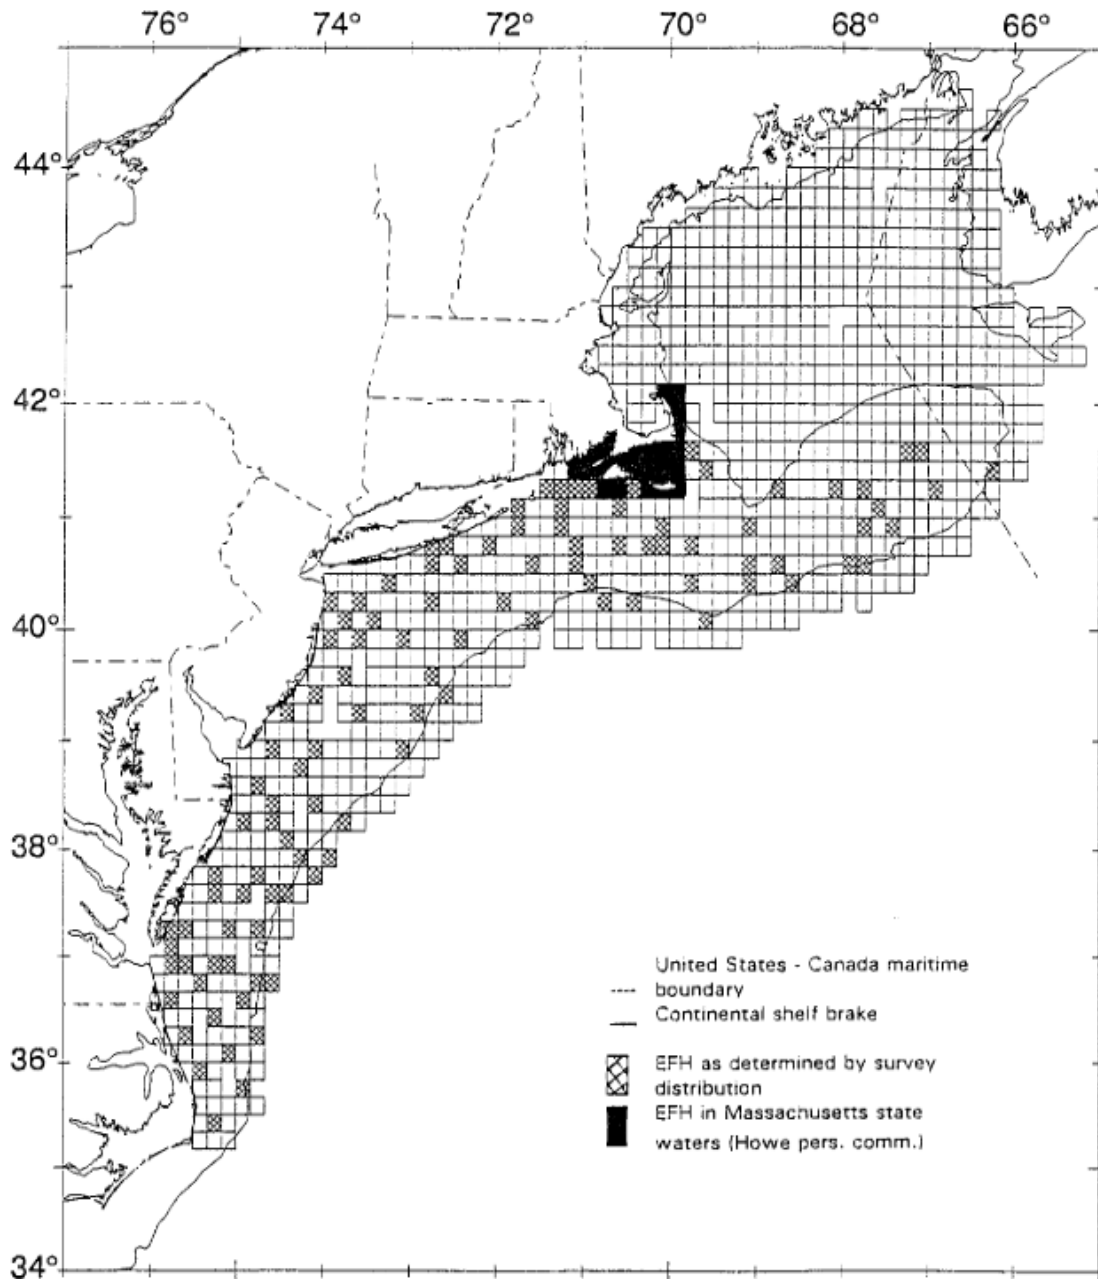 76° 74° 72° 70° 68° 66°
44°
42°
40°
38°
36°
34°
United States - Canada maritime
boundary
Continental shelf brake
EFH as determined by survey
distribution
EFH in Massachusetts state
waters (Howe pers. comm.)